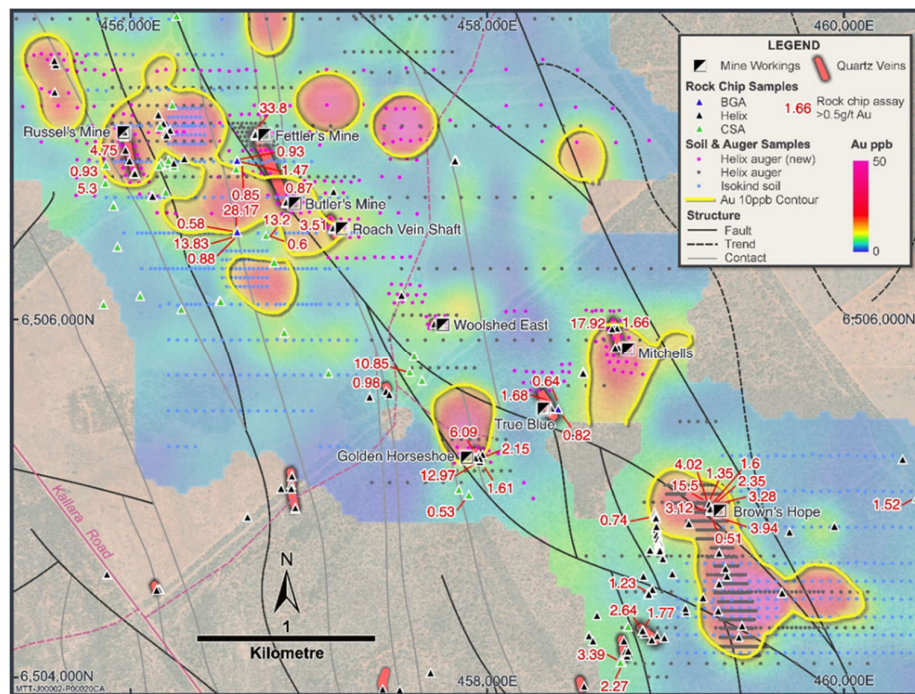 456,000E
458,000E
460,000E
LEGEND
Mine Workings
Quartz Veins
Rock Chip Samples
BGA
Helix
CSA
1.66
Rock chip assay
>0.5g/t Au
Soil & Auger Samples
Helix auger (new)
Helix auger
Isokind soil
Au 10ppb Contour
Au ppb
50
0
Structure
Fault
Trend
Contact
33.8
Russel's Mine
Fettler's Mine
4.75
0.93
0.93
1.47
5.3
0.85
0.87
28.17
Butler's Mine
13.2
0.58
3.51
Roach Vein Shaft
13.83
0.6
0.88
6,506,000N
6,506,000N
Woolshed East
17.92
1.66
Mitchells
10.85
0.98
0.64
1.68
True Blue
0.82
6.09
2.15
Golden Horseshoe
12.97
1.61
0.53
4.02
1.35
1.6
2.35
15.5
3.28
3.12
Brown's Hope
1.52
0.74
3.94
0.51
Kallara Road
1.23
2.64
1.77
3.39
2.27
N
1
Kilometre
6,504,000N
458,000E
460,000E
MTT-J00002-P00020CA